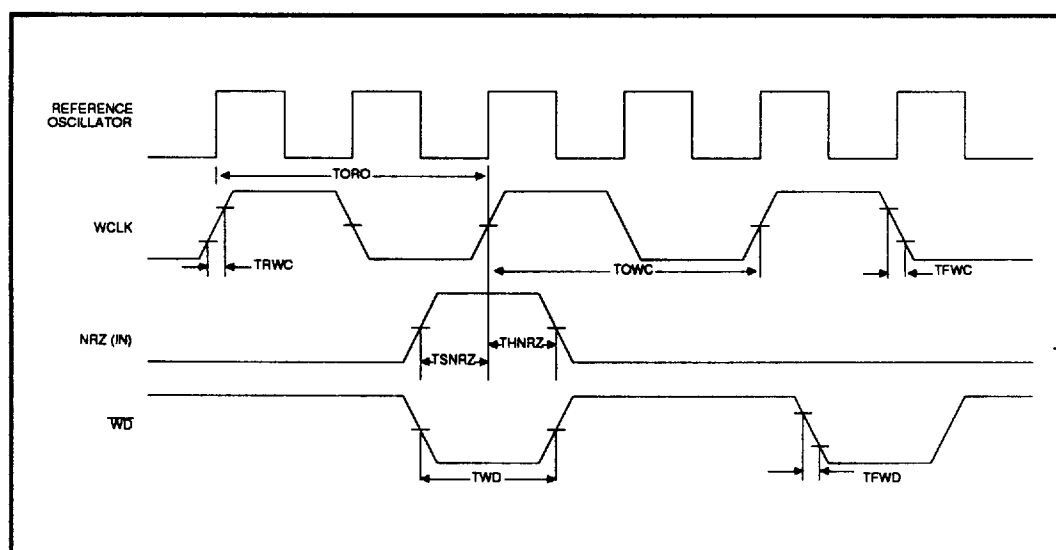 REFERENCE
OSCILLATOR
TORO
WCLK
TRWC
TOWC
TFWC
NRZ (IN)
TSNRZ
THNRZ
WD
TWD
TFWD